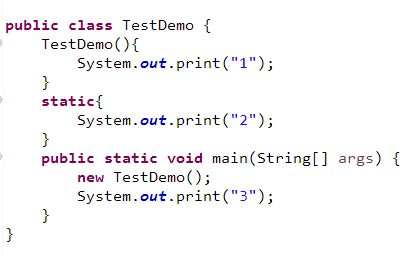 public class TestDemo {
    TestDemo(){
        System.out.print("1");
    }
    static{
        System.out.print("2");
    }
    public static void main(String[] args) {
        new TestDemo();
        System.out.print("3");
    }
}